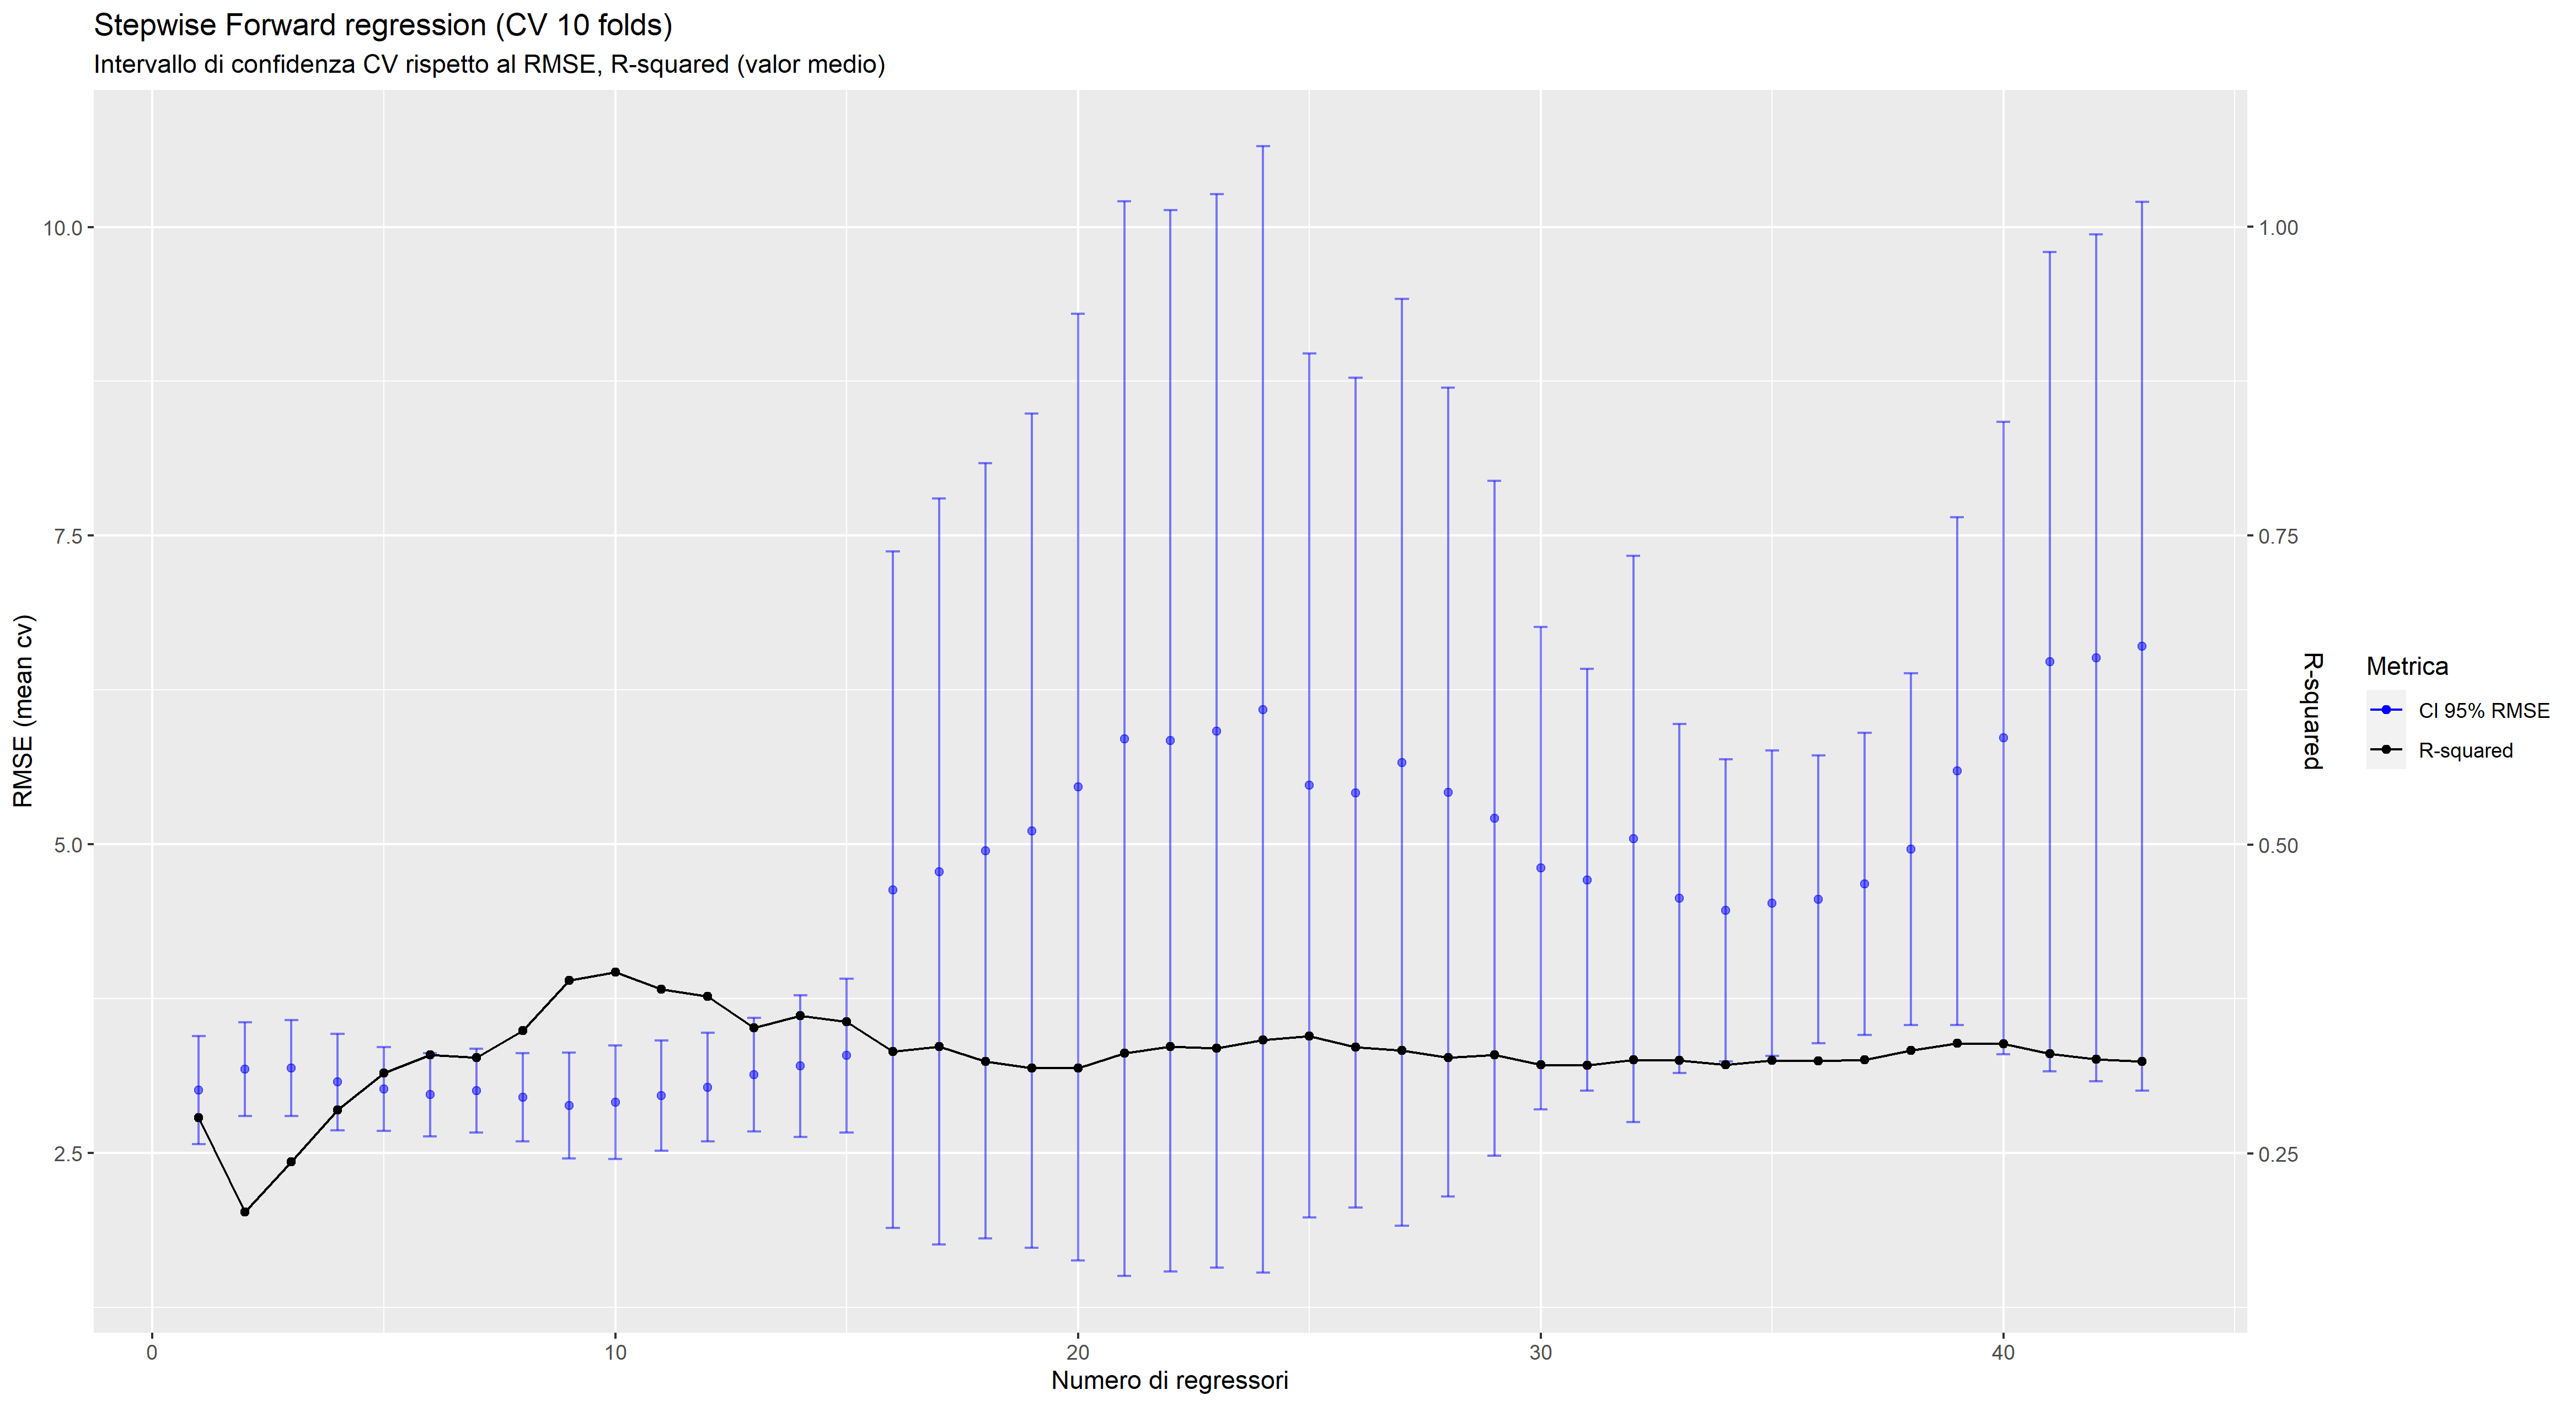 Stepwise Forward regression (CV 10 folds)
Intervallo di confidenza CV rispetto al RMSE, R-squared (valor medio)
RMSE (mean cv)
10.0
7.5
5.0
2.5
0
10
20
30
40
Numero di regressori
1.00
0.75
0.50
0.25
R-squared
Metrica
CI 95% RMSE
R-squared